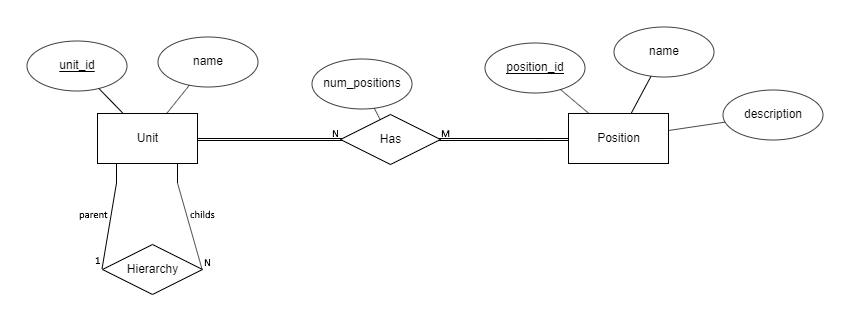 unit_id
name
num_positions
position_id
name
description
Unit
N
Has
M
Position
parent
childs
1
Hierarchy
N